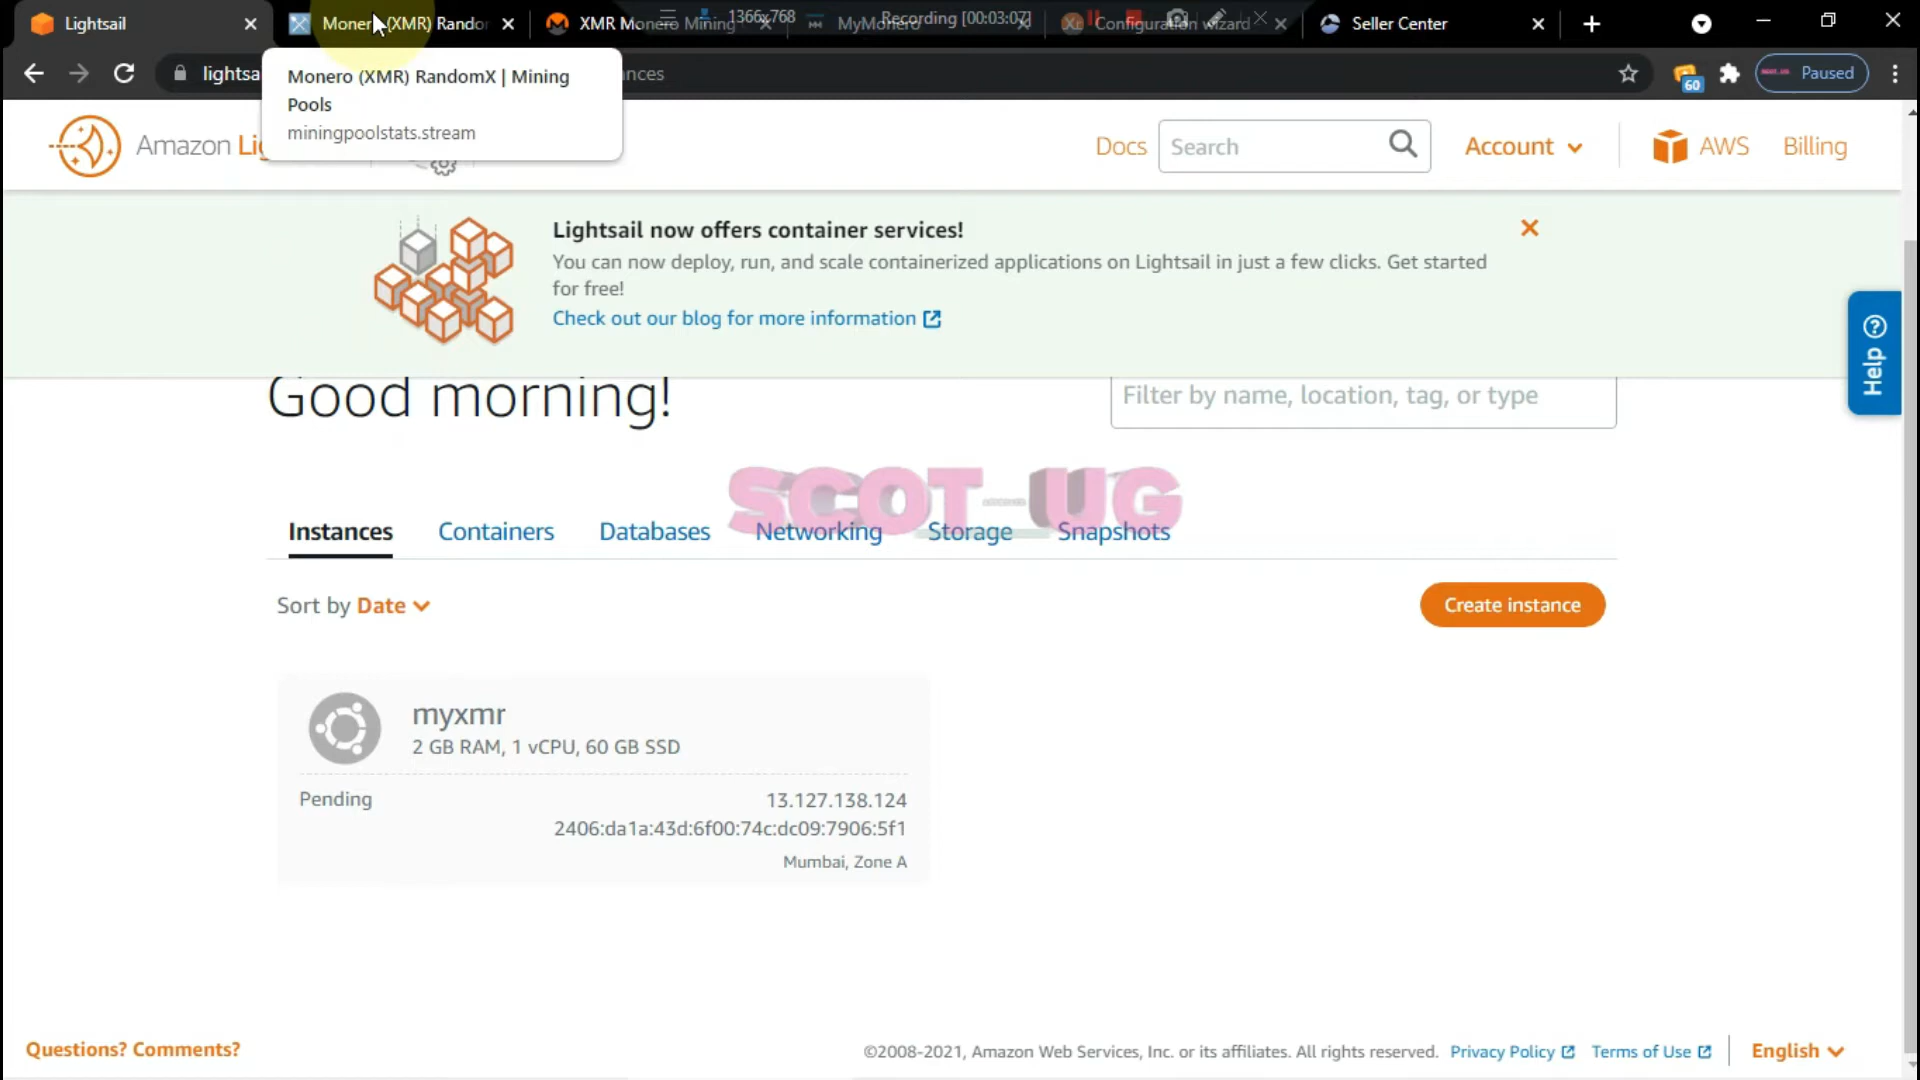 Lightsail
Monero (XMR) Randor
XMR Monero Mining
MyMonero
Configuration wizard
Seller Center
1366x768
Recording [00:03:07]
lightsa
ances
60
Paused
Monero (XMR) RandomX | Mining
Pools
miningpoolstats.stream
Amazon Lig
Docs
Search
Account
AWS
Billing
Lightsail now offers container services!
You can now deploy, run, and scale containerized applications on Lightsail in just a few clicks. Get started
for free!
Check out our blog for more information
Help
Good morning!
Filter by name, location, tag, or type
SCOT UG
Instances
Containers
Databases
Networking
Storage
Snapshots
Sort by Date
Create instance
myxmr
2 GB RAM, 1 vCPU, 60 GB SSD
Pending
13.127.138.124
2406:da1a:43d:6f00:74c:dc09:7906:5f1
Mumbai, Zone A
Questions? Comments?
©2008-2021, Amazon Web Services, Inc. or its affiliates. All rights reserved.
Privacy Policy
Terms of Use
English